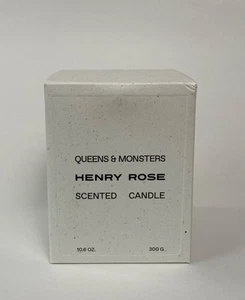 QUEENS & MONSTERS
HENRY ROSE
SCENTED CANDLE
10.6 OZ. 300 G